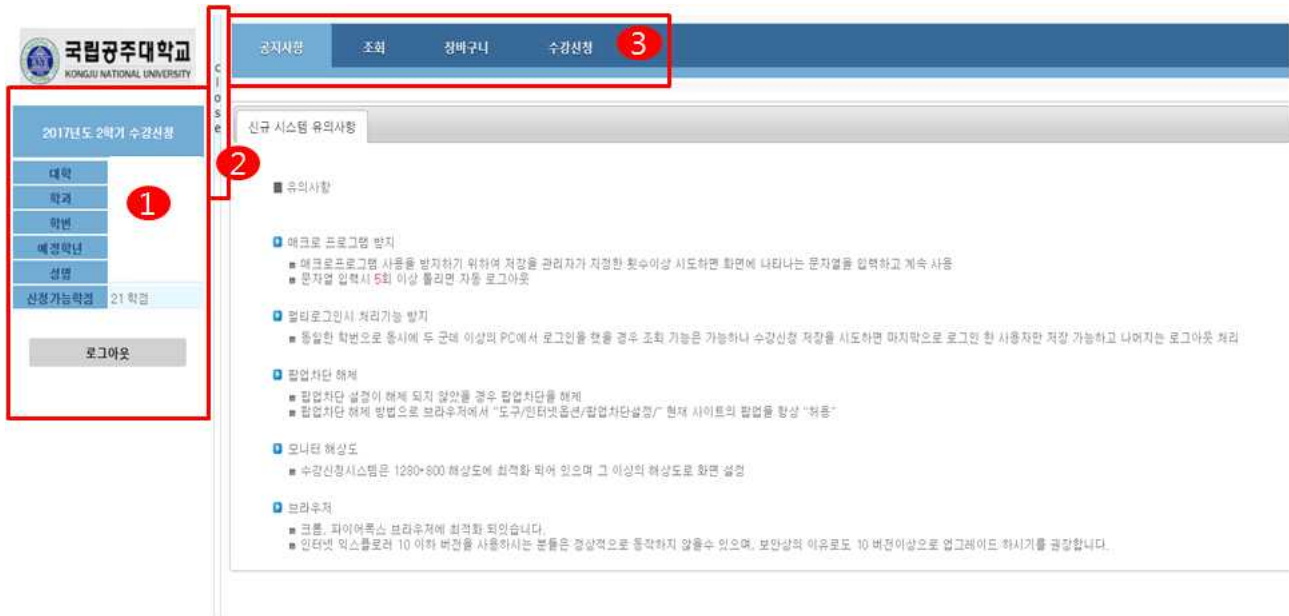 국립공주대학교
KONGJU NATIONAL UNIVERSITY
2017년도 2학기 수강신청
대학
학과
학번
예정학년
성명
신청가능학점 21 학점
로그아웃
1
close
2
공지사항 조회 장바구니 수강신청
3
신규 시스템 유의사항
■ 유의사항
매크로 프로그램 방지
■ 매크로프로그램 사용을 방지하기 위하여 저장을 관리자가 지정한 횟수이상 시도하면 화면에 나타나는 문자열을 입력하고 계속 사용
■ 문자열 입력시 5회 이상 틀리면 자동 로그아웃
멀티로그인시 처리기능 방지
■ 동일한 학번으로 동시에 두 군데 이상의 PC에서 로그인을 했을 경우 조회 기능은 가능하나 수강신청 저장을 시도하면 마지막으로 로그인 한 사용자만 저장 가능하고 나머지는 로그아웃 처리
팝업차단 해제
■ 팝업차단 설정이 해제 되지 않았을 경우 팝업차단을 해제
■ 팝업차단 해제 방법으로 브라우저에서 "도구/인터넷옵션/팝업차단설정/" 현재 사이트의 팝업을 항상 "허용"
모니터 해상도
■ 수강신청시스템은 1280*800 해상도에 최적화 되어 있으며 그 이상의 해상도로 화면 설정
브라우저
■ 크롬, 파이어폭스 브라우저에 최적화 되있습니다.
■ 인터넷 익스플로러 10 이하 버전을 사용하시는 분들은 정상적으로 동작하지 않을수 있으며, 보안상의 이유로도 10 버전이상으로 업그레이드 하시기를 권장합니다.